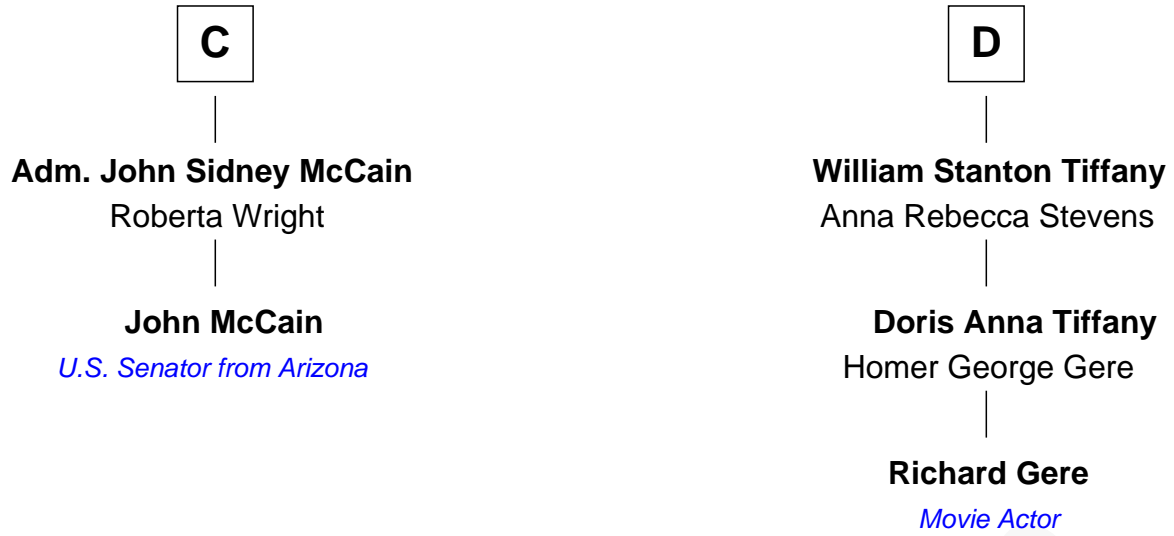 C
Adm. John Sidney McCain
Roberta Wright
John McCain
U.S. Senator from Arizona
D
William Stanton Tiffany
Anna Rebecca Stevens
Doris Anna Tiffany
Homer George Gere
Richard Gere
Movie Actor